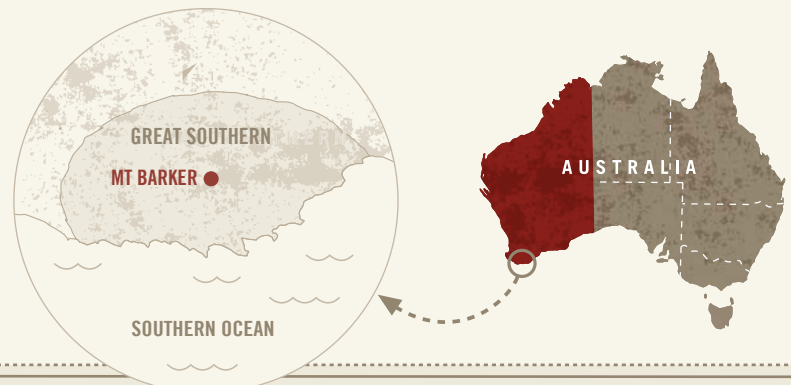 GREAT SOUTHERN
MT BARKER
SOUTHERN OCEAN
AUSTRALIA